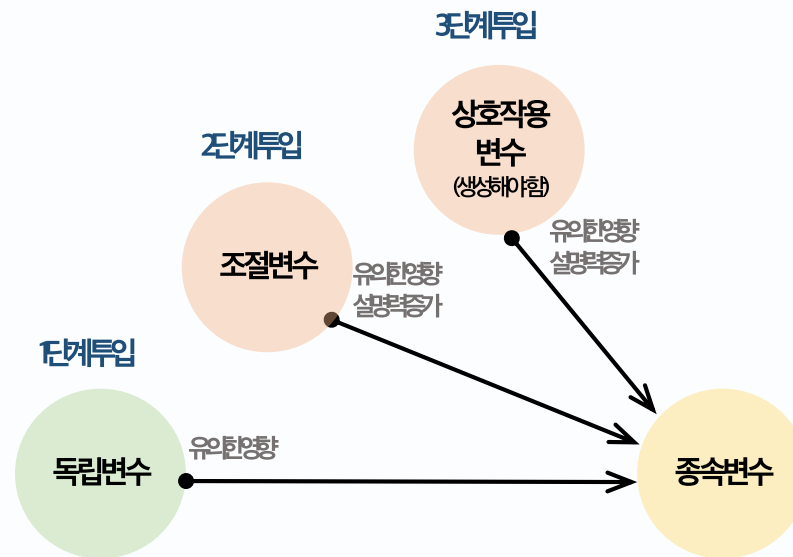 3단계투입
상호작용
변수
(생성해야함)
2단계투입
유의한영향
설명력증가
조절변수
유의한영향
설명력증가
1단계투입
유의한영향
독립변수
종속변수